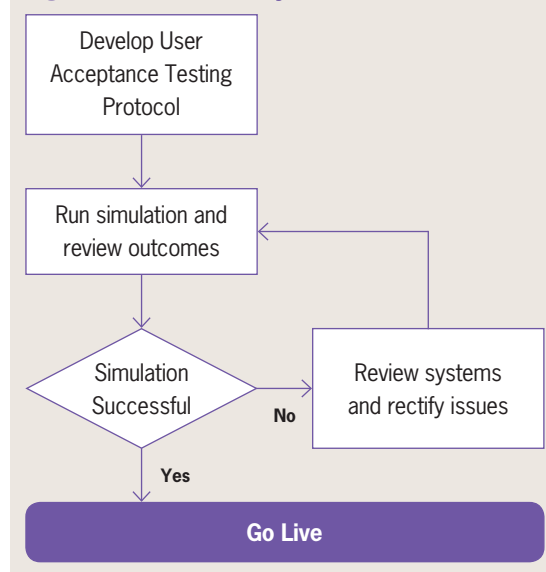 Develop User
Acceptance Testing
Protocol
Run simulation and
review outcomes
Simulation
Successful
No
Review systems
and rectify issues
Yes
Go Live